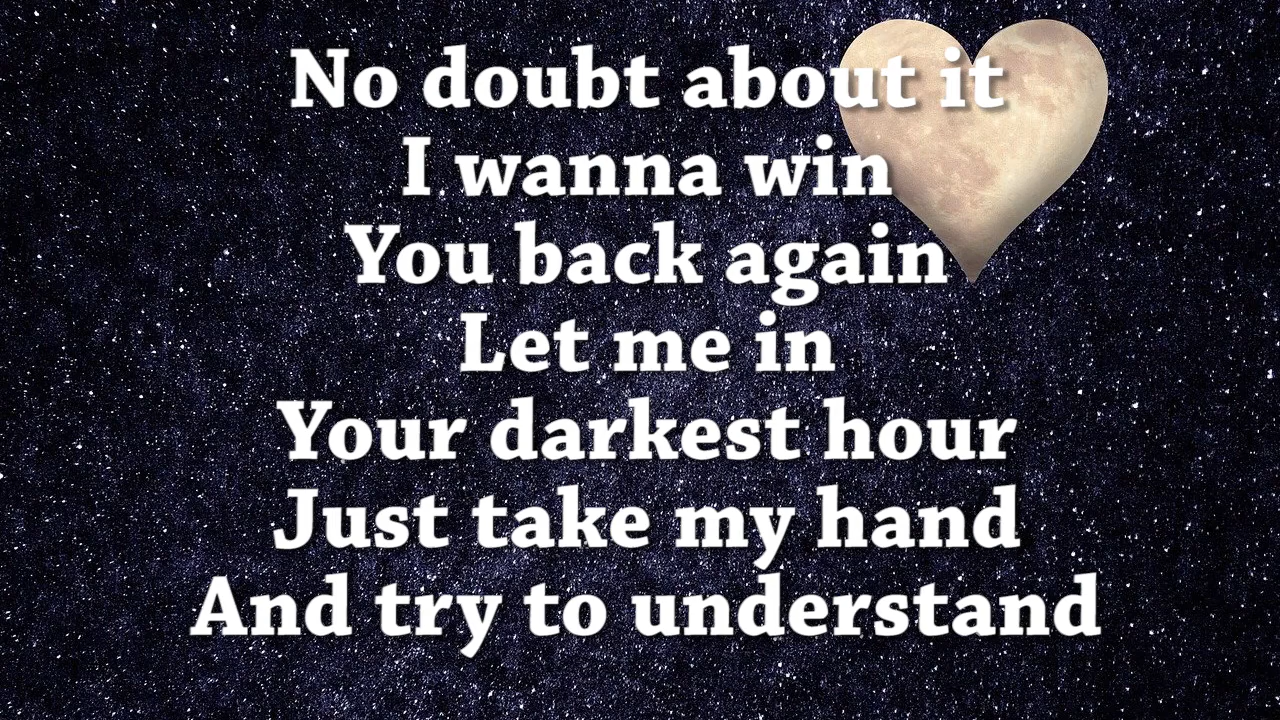 No doubt about it
I wanna win
You back again
Let me in
Your darkest hour
Just take my hand
And try to understand